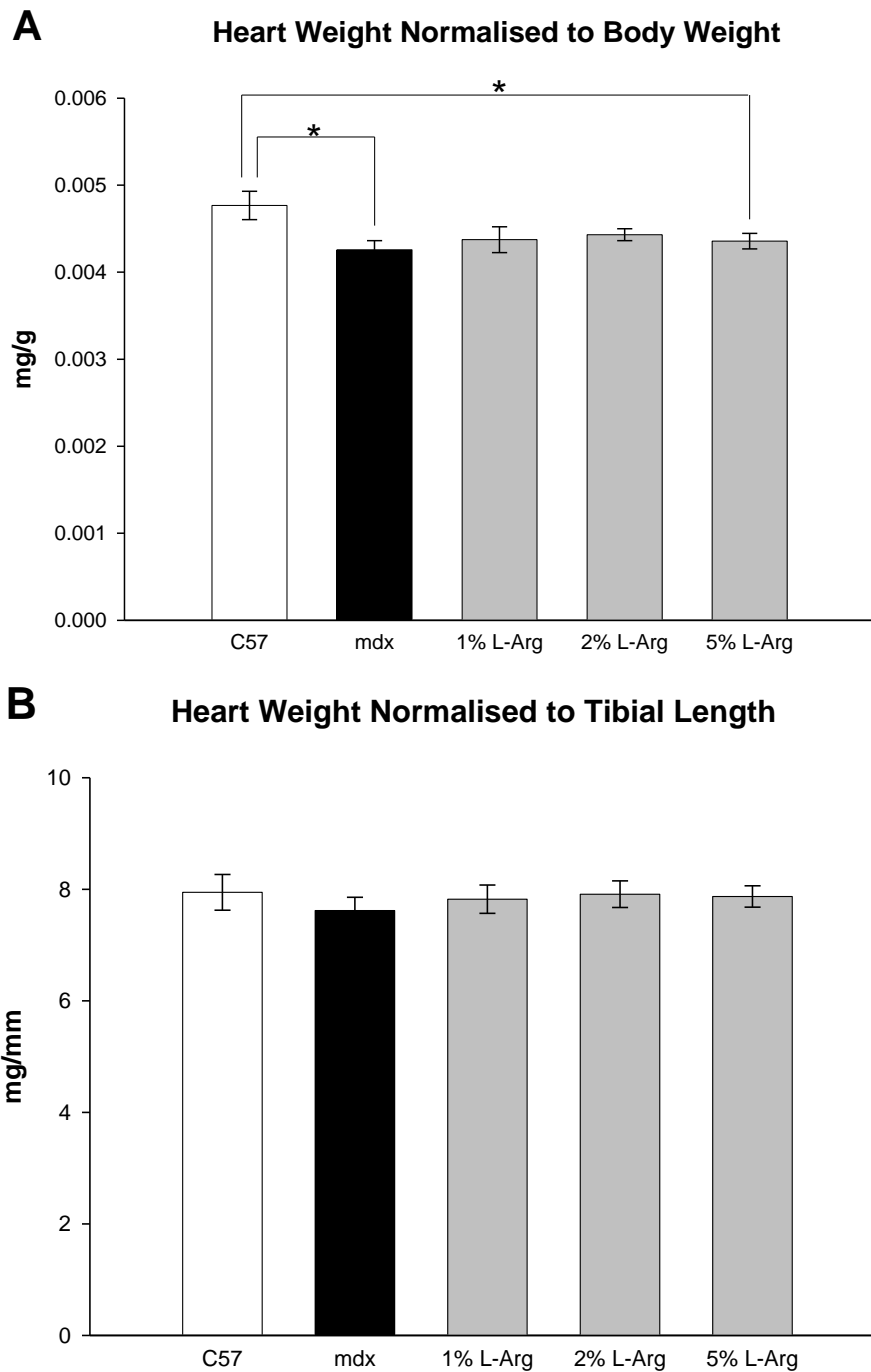 A
Heart Weight Normalised to Body Weight
*
*
0.006
0.005
0.004
0.003
0.002
0.001
0.000
mg/g
C57 mdx 1% L-Arg 2% L-Arg 5% L-Arg
B
Heart Weight Normalised to Tibial Length
10
8
6
4
2
0
mg/mm
C57 mdx 1% L-Arg 2% L-Arg 5% L-Arg